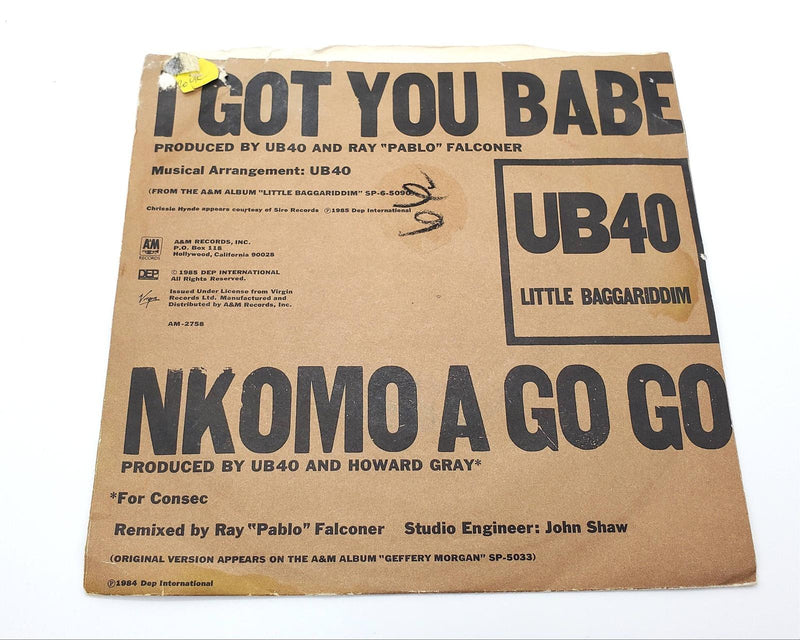 I GOT YOU BABE
PRODUCED BY UB40 AND RAY "PABLO" FALCONER
Musical Arrangement: UB40
(FROM THE A&M ALBUM "LITTLE BAGGARIDDIM" SP-6-5090)
Chrissie Hynde appears courtesy of Sire Records ℗1985 Dep International
UB40
LITTLE BAGGARIDDIM
A&M
RECORDS
A&M RECORDS, INC.
P.O. Box 118
Hollywood, California 90028
DEP
© 1985 DEP INTERNATIONAL
All Rights Reserved.
Virgin
Issued Under License from Virgin
Records Ltd. Manufactured and
Distributed by A&M Records, Inc.
AM-2758
NKOMO A GO GO
PRODUCED BY UB40 AND HOWARD GRAY*
*For Consec
Remixed by Ray "Pablo" Falconer Studio Engineer: John Shaw
(ORIGINAL VERSION APPEARS ON THE A&M ALBUM "GEFFERY MORGAN" SP-5033)
℗1984 Dep International